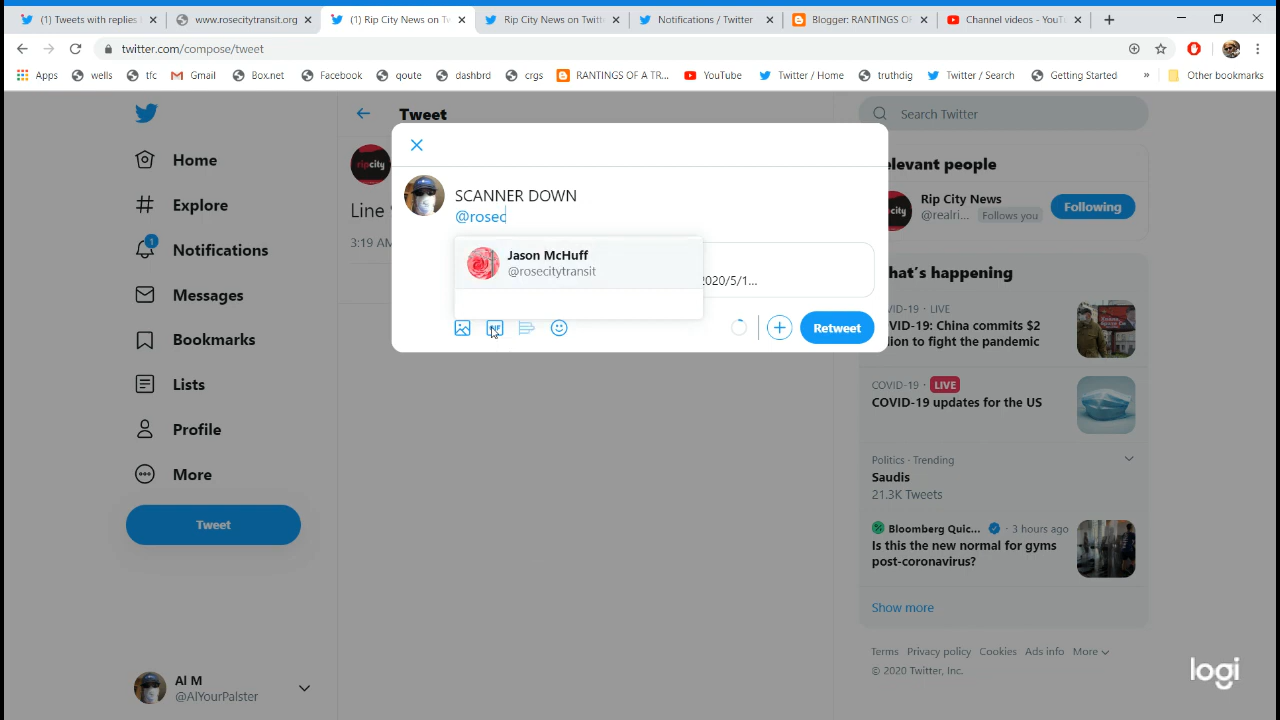 (1) Tweets with replies
www.rosecitytransit.org
(1) Rip City News on Tw
Rip City News on Twitt
Notifications / Twitter
Blogger: RANTINGS OF
Channel videos - YouTu
twitter.com/compose/tweet
Apps
wells
tfc
Gmail
Box.net
Facebook
qoute
dashbrd
crgs
RANTINGS OF A TR...
YouTube
Twitter / Home
truthdig
Twitter / Search
Getting Started
»
Other bookmarks
Home
Explore
1
Notifications
Messages
Bookmarks
Lists
Profile
More
Tweet
Al M
@AlYourPalster
Tweet
ripcity
Line
3:19 AM
SCANNER DOWN
@rosec
Jason McHuff
@rosecitytransit
2020/5/1...
GIF
Retweet
Search Twitter
elevant people
Rip City News
@realri...
Follows you
Following
hat's happening
VID-19 · LIVE
VID-19: China commits $2
lion to fight the pandemic
COVID-19 · LIVE
COVID-19 updates for the US
Politics · Trending
Saudis
21.3K Tweets
Bloomberg Quic...
· 3 hours ago
Is this the new normal for gyms
post-coronavirus?
Show more
Terms Privacy policy Cookies Ads info More
© 2020 Twitter, Inc.
logi